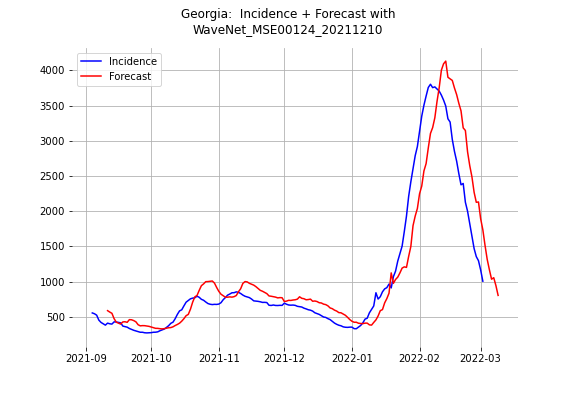 Georgia:  Incidence + Forecast with
WaveNet_MSE00124_20211210
Incidence
Forecast
4000
3500
3000
2500
2000
1500
1000
500
2021-09 2021-10 2021-11 2021-12 2022-01 2022-02 2022-03